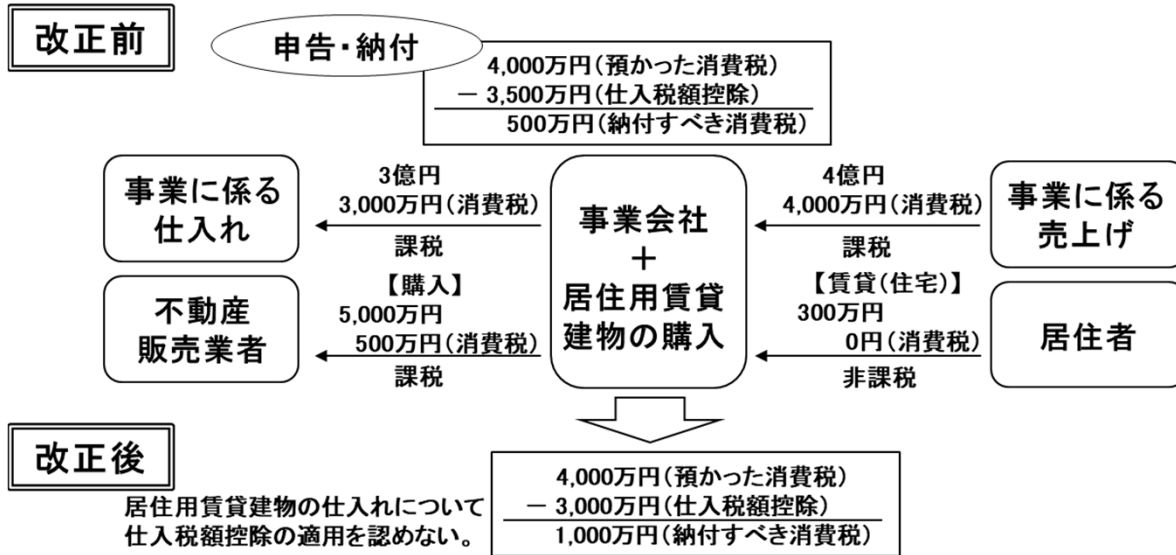 改正前
申告・納付
4,000万円(預かった消費税)
－ 3,500万円(仕入税額控除)
500万円(納付すべき消費税)
事業に係る
仕入れ
3億円
3,000万円(消費税)
課税
事業会社
＋
居住用賃貸
建物の購入
4億円
4,000万円(消費税)
課税
事業に係る
売上げ
不動産
販売業者
【購入】
5,000万円
500万円(消費税)
課税
【賃貸(住宅)】
300万円
0円(消費税)
非課税
居住者
改正後
居住用賃貸建物の仕入れについて
仕入税額控除の適用を認めない。
4,000万円(預かった消費税)
－ 3,000万円(仕入税額控除)
1,000万円(納付すべき消費税)